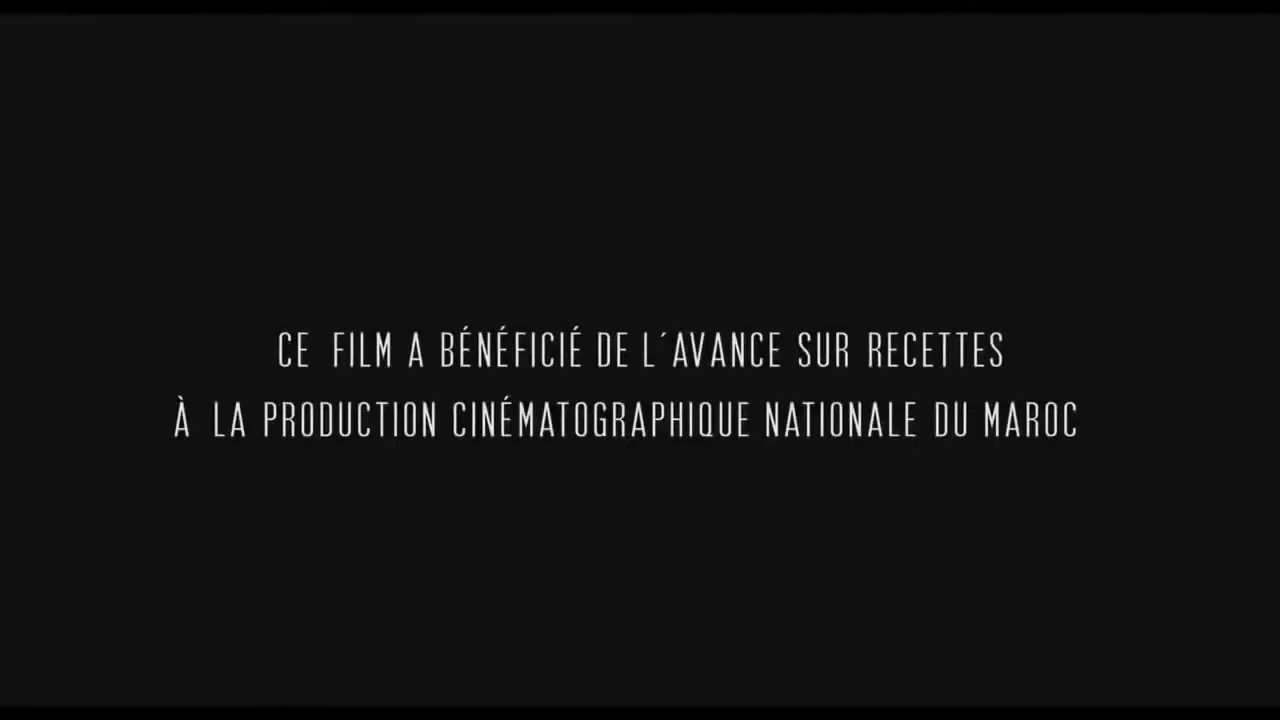 CE FILM A BÉNÉFICIÉ DE L´AVANCE SUR RECETTES
À LA PRODUCTION CINÉMATOGRAPHIQUE NATIONALE DU MAROC